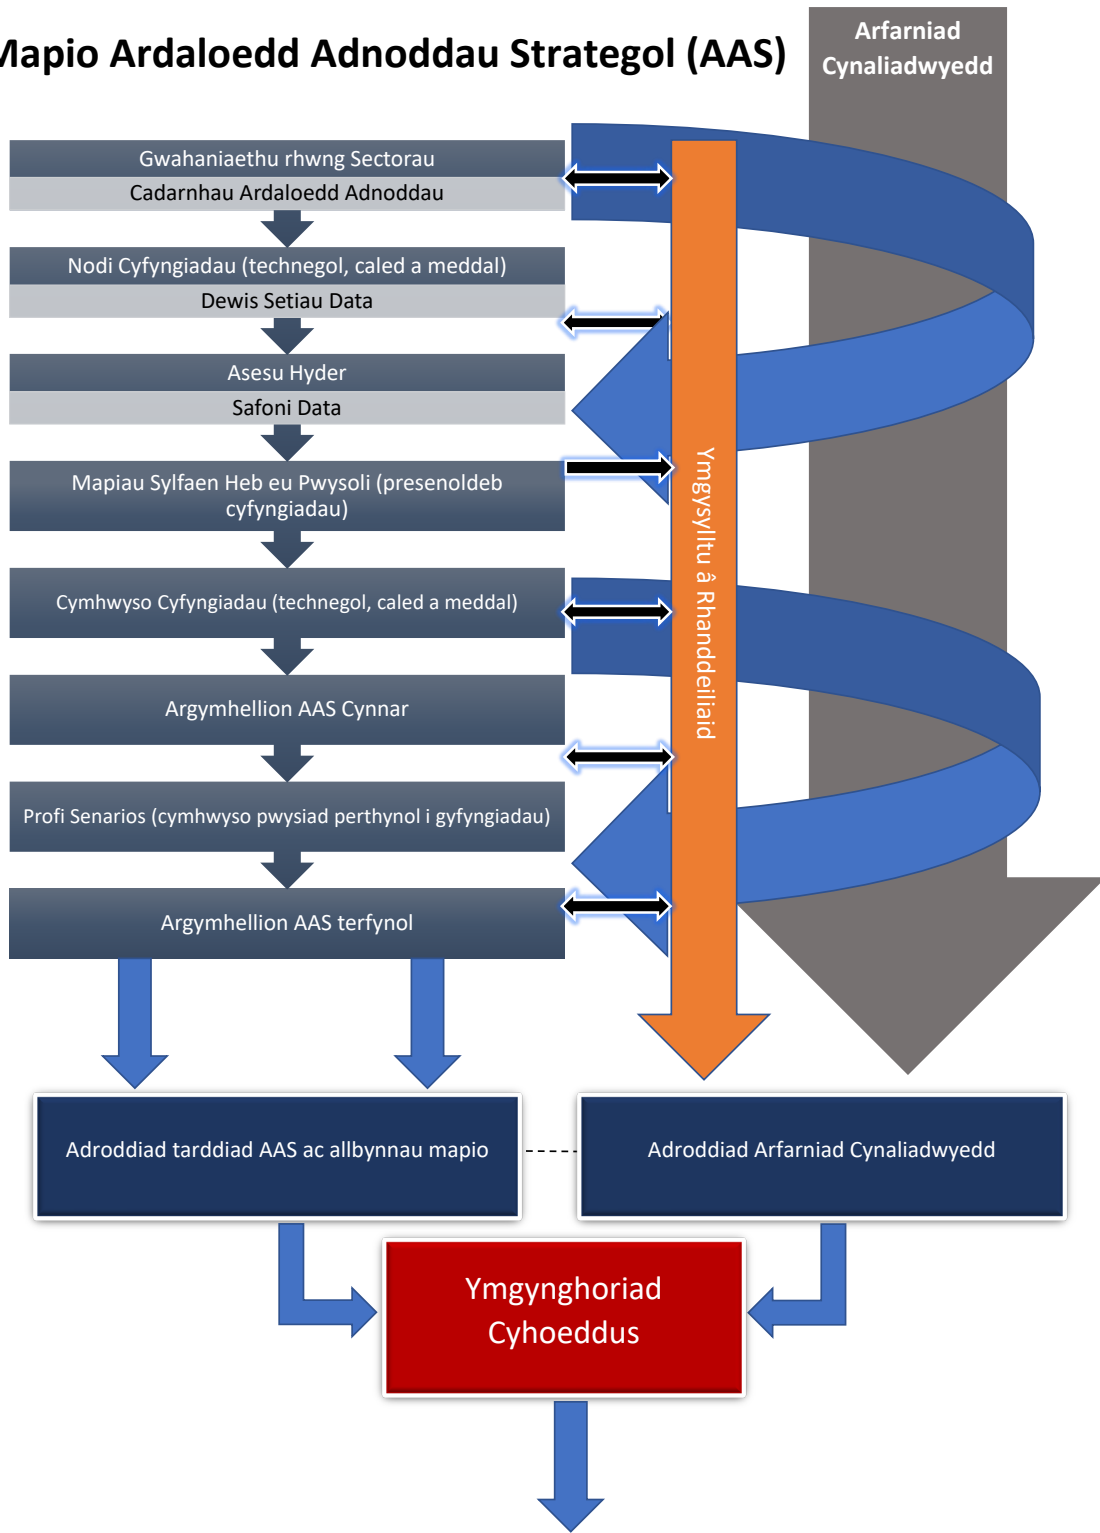 Mapio Ardaloedd Adnoddau Strategol (AAS)
Arfarniad
Cynaliadwyedd
Gwahaniaethu rhwng Sectorau
Cadarnhau Ardaloedd Adnoddau
Nodi Cyfyngiadau (technegol, caled a meddal)
Dewis Setiau Data
Asesu Hyder
Safoni Data
Mapiau Sylfaen Heb eu Pwysoli (presenoldeb
cyfyngiadau)
Cymhwyso Cyfyngiadau (technegol, caled a meddal)
Argymhellion AAS Cynnar
Profi Senarios (cymhwyso pwysiad perthynol i gyfyngiadau)
Argymhellion AAS terfynol
Ymgysylltu â Rhanddeiliaid
Adroddiad tarddiad AAS ac allbynnau mapio
Adroddiad Arfarniad Cynaliadwyedd
Ymgynghoriad
Cyhoeddus